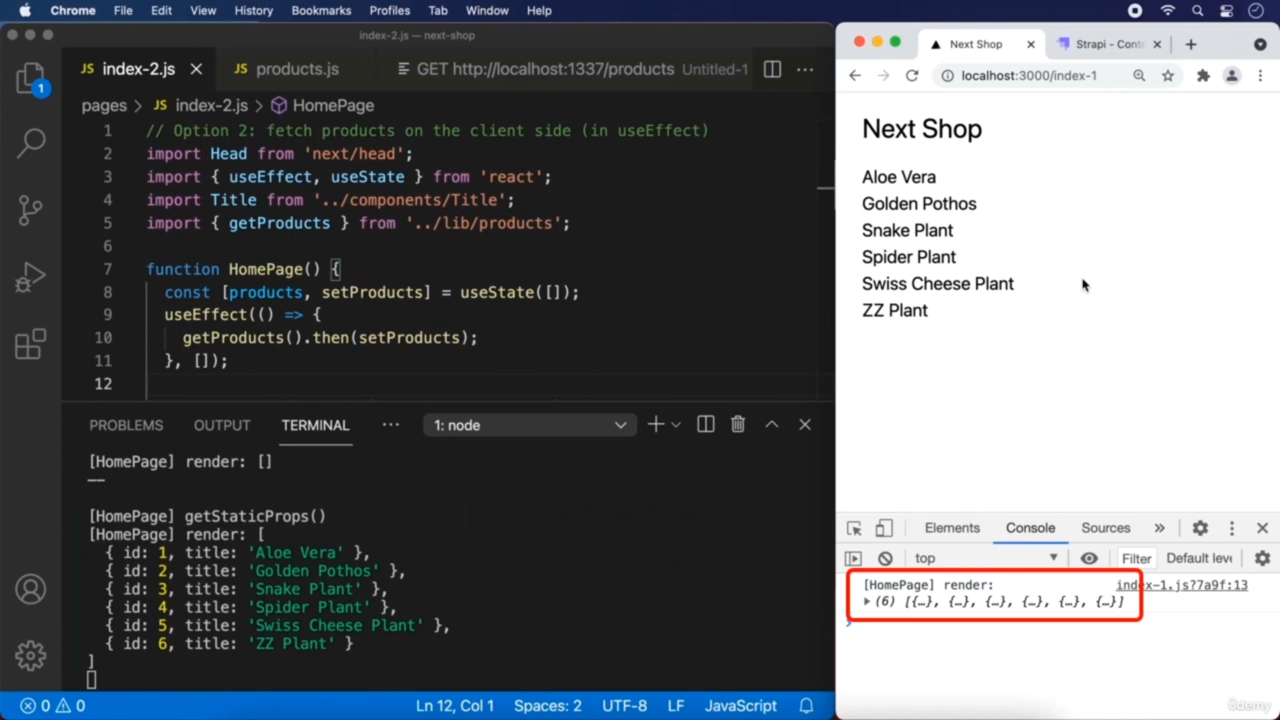 Chrome File Edit View History Bookmarks Profiles Tab Window Help
index-2.js — next-shop
JS index-2.js JS products.js GET http://localhost:1337/products Untitled-1 ···
1
pages > JS index-2.js > HomePage
1 // Option 2: fetch products on the client side (in useEffect)
2 import Head from 'next/head';
3 import { useEffect, useState } from 'react';
4 import Title from '../components/Title';
5 import { getProducts } from '../lib/products';
6
7 function HomePage() {
8 const [products, setProducts] = useState([]);
9 useEffect(() => {
10 getProducts().then(setProducts);
11 }, []);
12
PROBLEMS OUTPUT TERMINAL ··· 1: node
[HomePage] render: []
——
[HomePage] getStaticProps()
[HomePage] render: [
{ id: 1, title: 'Aloe Vera' },
{ id: 2, title: 'Golden Pothos' },
{ id: 3, title: 'Snake Plant' },
{ id: 4, title: 'Spider Plant' },
{ id: 5, title: 'Swiss Cheese Plant' },
{ id: 6, title: 'ZZ Plant' }
]
0 0 Ln 12, Col 1 Spaces: 2 UTF-8 LF JavaScript
Next Shop Strapi - Cont
localhost:3000/index-1
Next Shop
Aloe Vera
Golden Pothos
Snake Plant
Spider Plant
Swiss Cheese Plant
ZZ Plant
Elements Console Sources »
top Filter Default leve
[HomePage] render: index-1.js?7a9f:13
(6) [{…}, {…}, {…}, {…}, {…}, {…}]
ûdemy